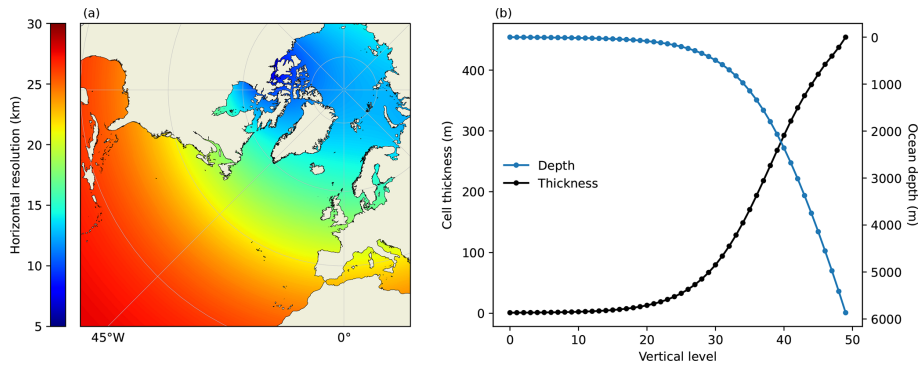 (a)
Horizontal resolution (km)
30
25
20
15
10
5
45°W
0°
(b)
Cell thickness (m)
400
300
200
100
0
Depth
Thickness
0
1000
2000
3000
4000
5000
6000
Ocean depth (m)
0
10
20
30
40
50
Vertical level